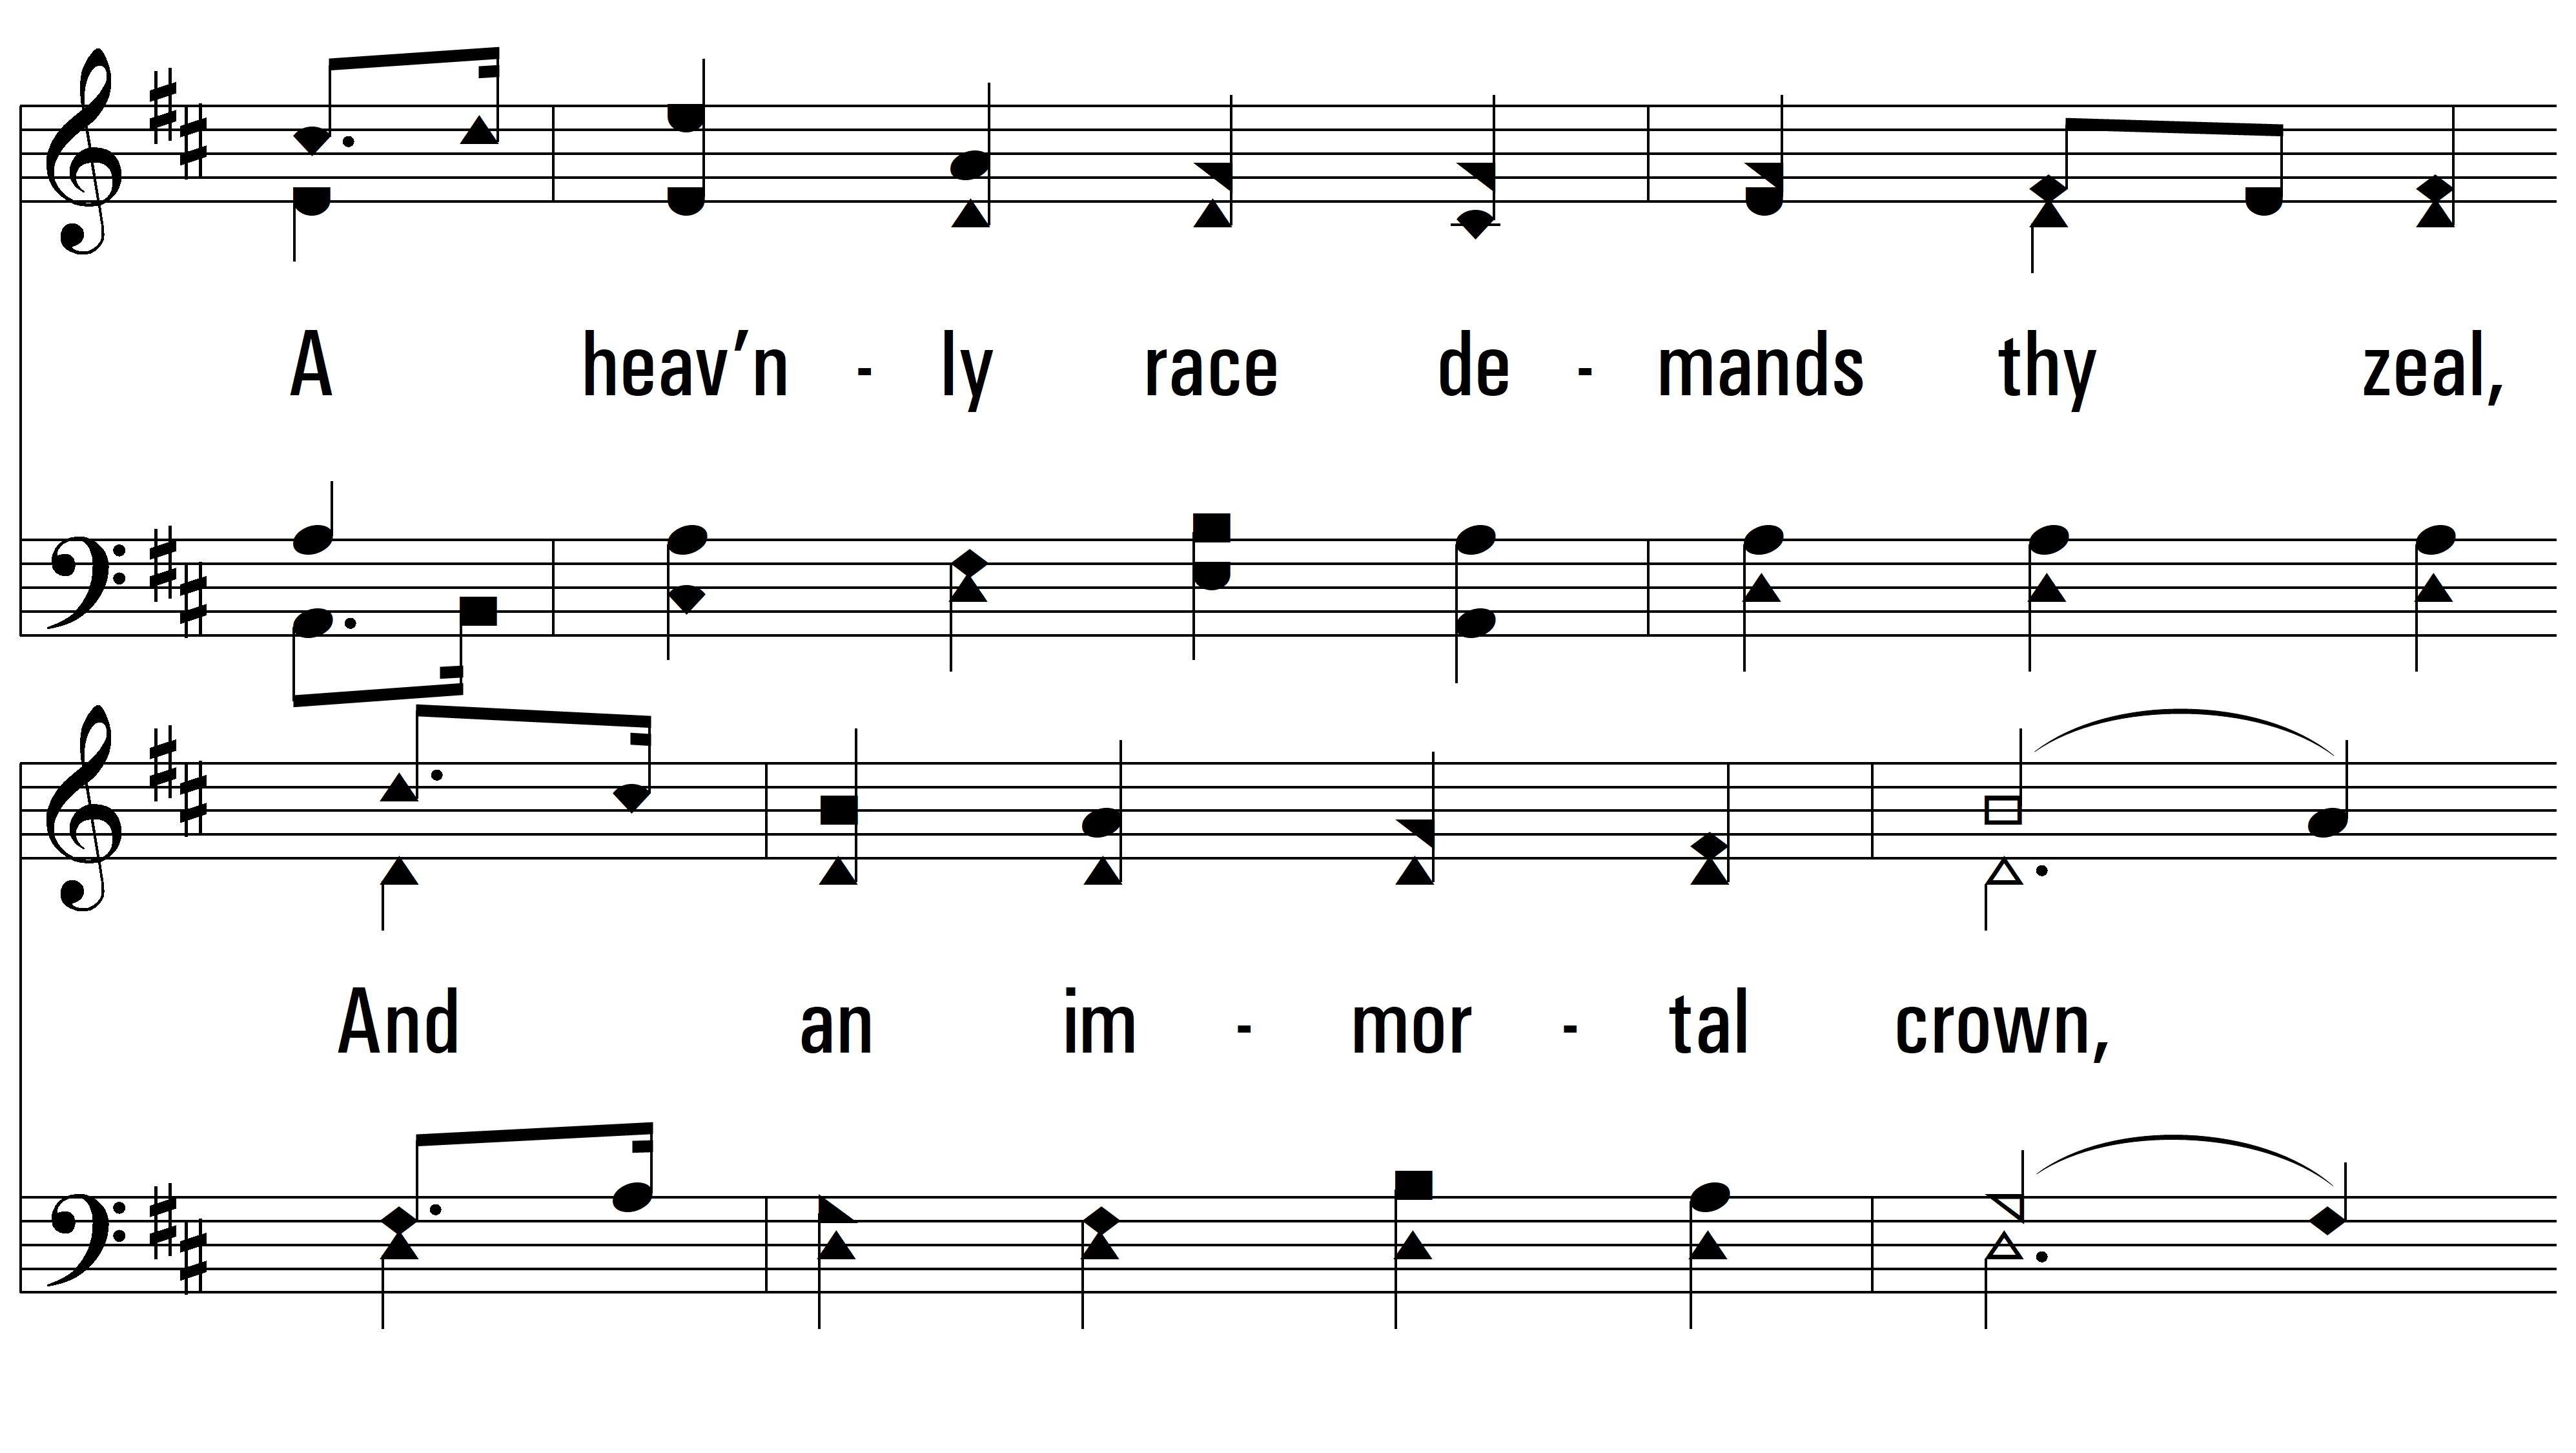 A heav’n - ly race de - mands thy zeal,
And an im - mor - tal crown,